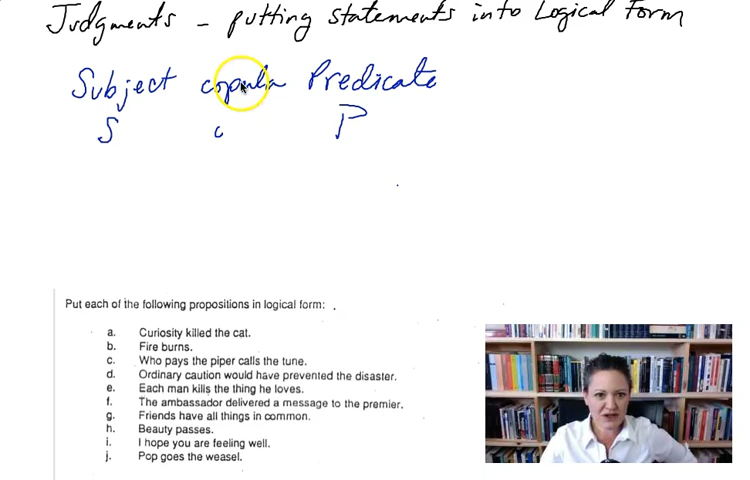 Judgments - putting statements into Logical Form
Subject copula Predicate
S c P
Put each of the following propositions in logical form: .
a. Curiosity killed the cat.
b. Fire burns.
c. Who pays the piper calls the tune.
d. Ordinary caution would have prevented the disaster.
e. Each man kills the thing he loves.
f. The ambassador delivered a message to the premier.
g. Friends have all things in common.
h. Beauty passes.
i. I hope you are feeling well.
j. Pop goes the weasel.